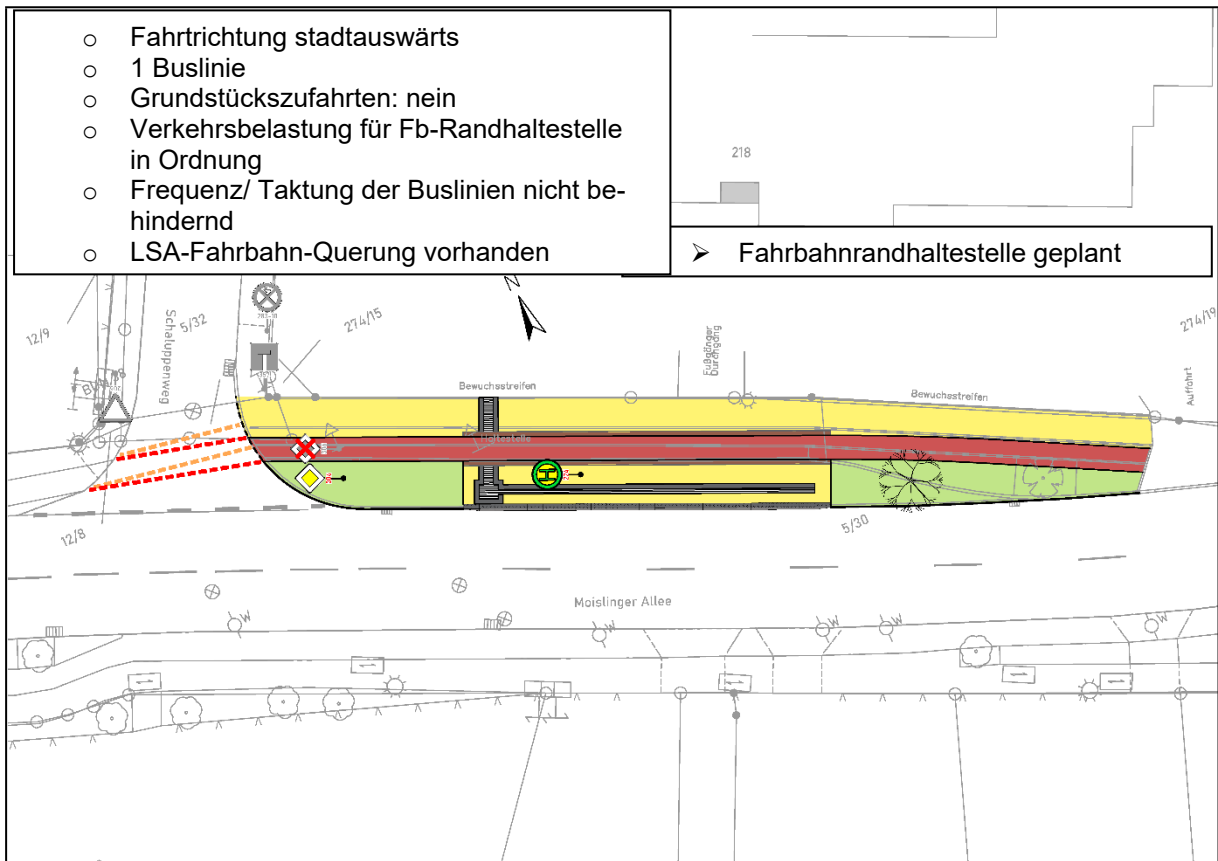 ○ Fahrtrichtung stadtauswärts
○ 1 Buslinie
○ Grundstückszufahrten: nein
○ Verkehrsbelastung für Fb-Randhaltestelle
in Ordnung
○ Frequenz/ Taktung der Buslinien nicht be-
hindernd
○ LSA-Fahrbahn-Querung vorhanden
218
➢ Fahrbahnrandhaltestelle geplant
N
12/9
Schaluppenweg
5/32
274/15
Fußgänger
Durchgang
274/19
Auffahrt
Bewuchsstreifen
Bewuchsstreifen
Haltestelle
H
12/8
5/30
Moislinger Allee
W
W
W
W
W